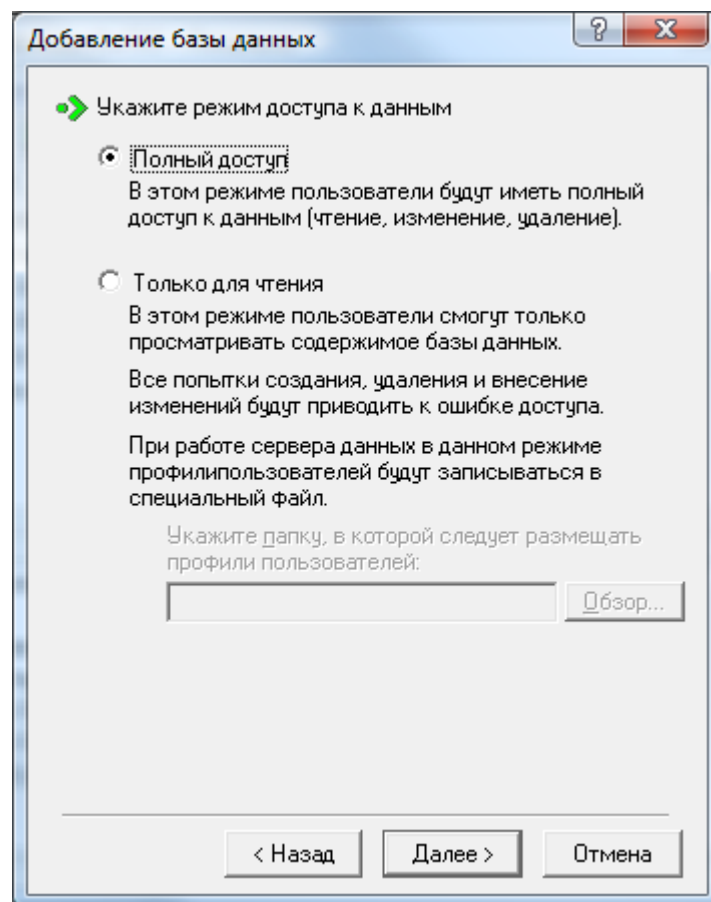 Добавление базы данных
Укажите режим доступа к данным
Полный доступ
В этом режиме пользователи будут иметь полный
доступ к данным (чтение, изменение, удаление).
Только для чтения
В этом режиме пользователи смогут только
просматривать содержимое базы данных.
Все попытки создания, удаления и внесение
изменений будут приводить к ошибке доступа.
При работе сервера данных в данном режиме
профилипользователей будут записываться в
специальный файл.
Укажите папку, в которой следует размещать
профили пользователей:
Обзор...
< Назад
Далее >
Отмена